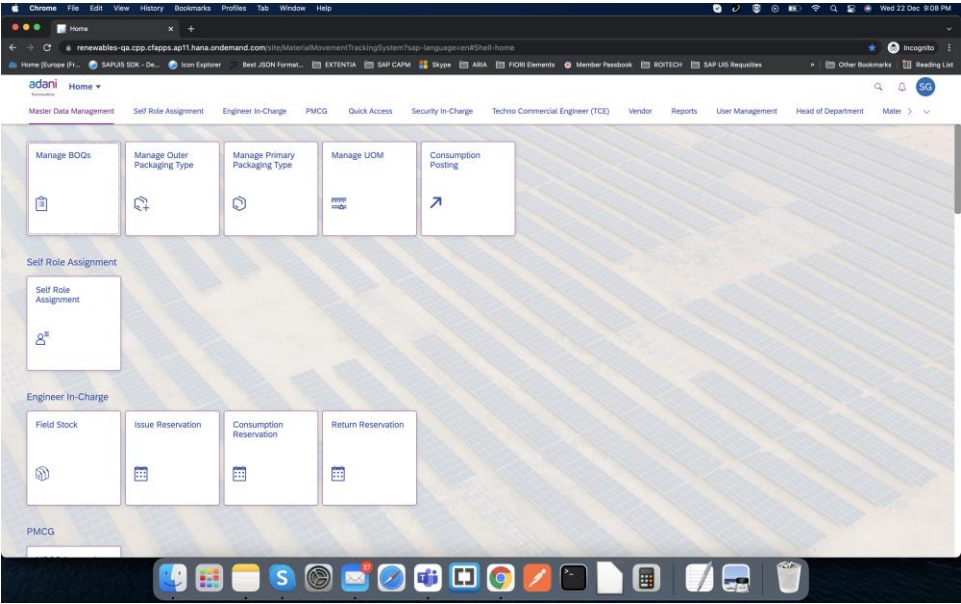 Chrome File Edit View History Bookmarks Profiles Tab Window Help
Wed 22 Dec 9:08 PM
Home
renewables-qa.cpp.cfapps.ap11.hana.ondemand.com/site/MaterialMovementTrackingSystem?sap-language=en#Shell-home
Incognito
Home [Europe (Fr... SAPUI5 SDK - De... Icon Explorer Best JSON Format... EXTENTIA SAP CAPM Skype ARIA FIORI Elements Member Passbook ROITECH SAP UI5 Requsities » Other Bookmarks Reading List
adani Home
Renewables
SG
Master Data Management Self Role Assignment Engineer In-Charge PMCG Quick Access Security In-Charge Techno Commercial Engineer (TCE) Vendor Reports User Management Head of Department Mater
Manage BOQs
Manage Outer
Packaging Type
Manage Primary
Packaging Type
Manage UOM
Consumption
Posting
Self Role Assignment
Self Role
Assignment
Engineer In-Charge
Field Stock
Issue Reservation
Consumption
Reservation
Return Reservation
PMCG
37